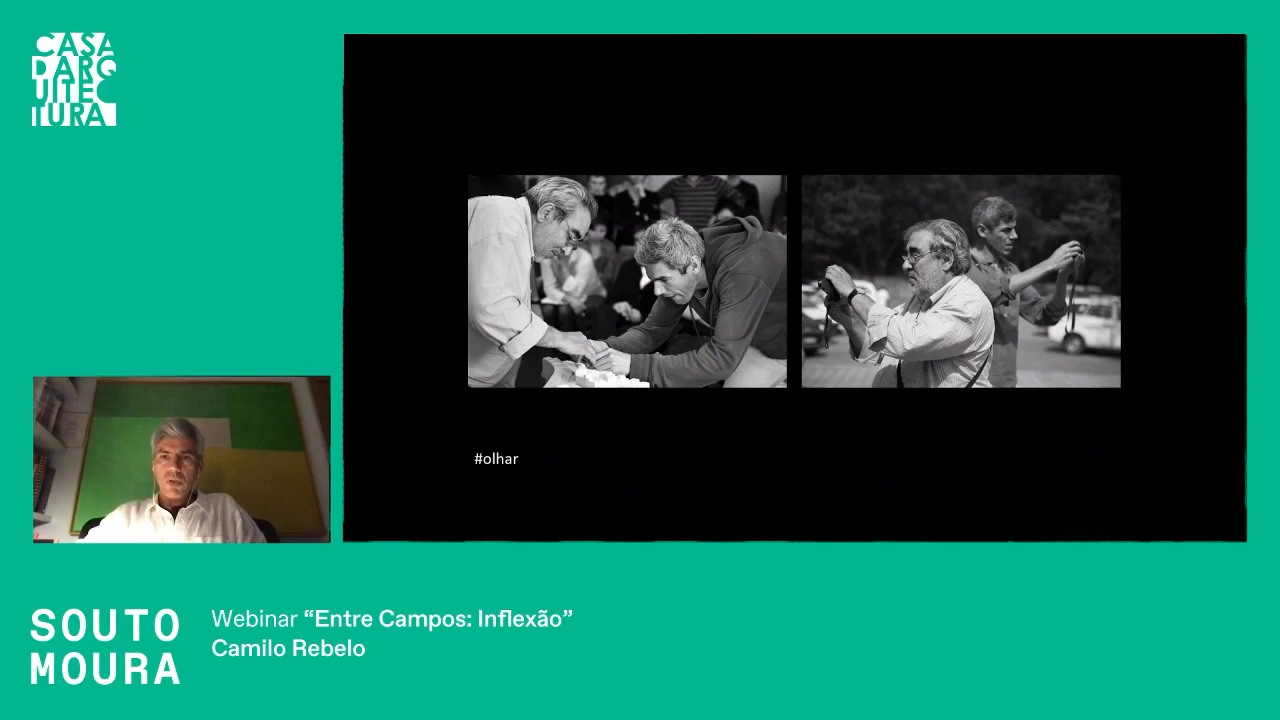 CASA
DARQ
UITEC
TURA
#olhar
SOUTO
MOURA
Webinar “Entre Campos: Inflexão”
Camilo Rebelo